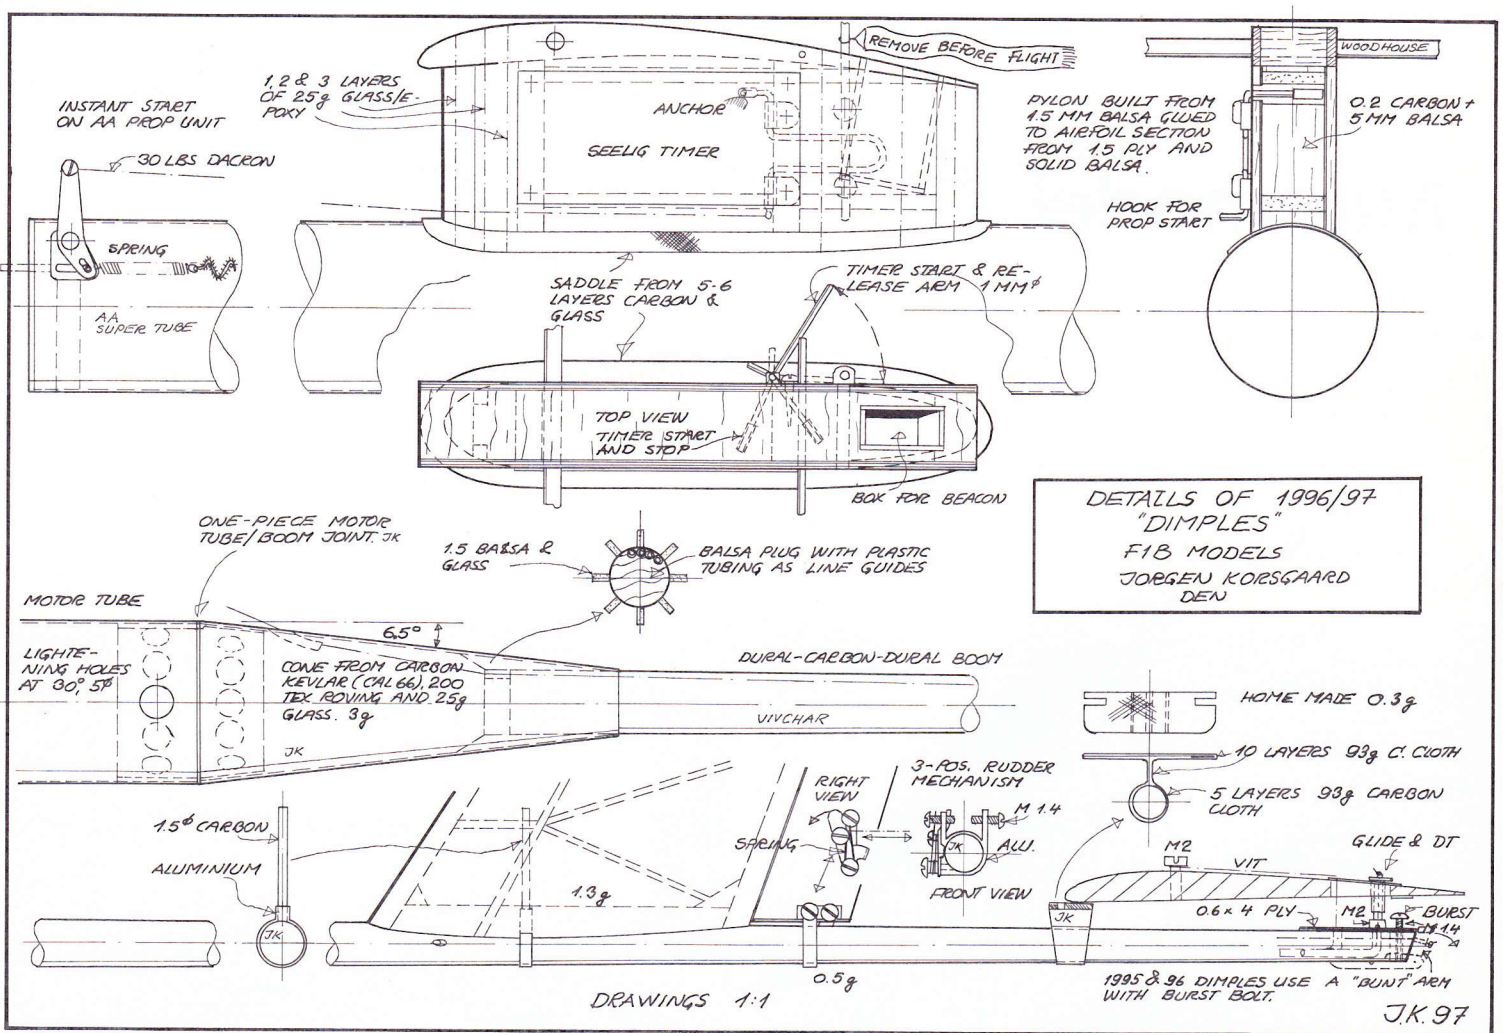 REMOVE BEFORE FLIGHT
WOODHOUSE
1,2 & 3 LAYERS
OF 25g GLASS/E-
POXY
INSTANT START
ON AA PROP UNIT
30 LBS DACRON
ANCHOR
SEELIG TIMER
PYLON BUILT FROM
1.5 MM BALSA GLUED
TO AIRFOIL SECTION
FROM 1.5 PLY AND
SOLID BALSA.
0.2 CARBON +
5 MM BALSA
HOOK FOR
PROP START
SPRING
AA
SUPER TUBE
SADDLE FROM 5-6
LAYERS CARBON &
GLASS
TIMER START & RE-
LEASE ARM 1 MM⌀
TOP VIEW
TIMER START
AND STOP
BOX FOR BEACON
DETAILS OF 1996/97
"DIMPLES"
F1B MODELS
JORGEN KORSGAARD
DEN
ONE-PIECE MOTOR
TUBE/BOOM JOINT. JK
1.5 BALSA &
GLASS
BALSA PLUG WITH PLASTIC
TUBING AS LINE GUIDES
MOTOR TUBE
6.5°
LIGHTE-
NING HOLES
AT 30°, 5⌀
CONE FROM CARBON
KEVLAR (CAL 66), 200
TEX ROVING AND 25g
GLASS. 3g
JK
DURAL-CARBON-DURAL BOOM
VIVCHAR
HOME MADE 0.3g
10 LAYERS 93g C. CLOTH
5 LAYERS 93g CARBON
CLOTH
3-POS. RUDDER
MECHANISM
RIGHT
VIEW
M 1.4
SPRING
JK
ALU.
FRONT VIEW
1.5⌀ CARBON
ALUMINIUM
JK
1.3g
0.5g
M2
VIT
GLIDE & DT
JK
0.6 x 4 PLY
M2
BURST
M 1.4
1995 & 96 DIMPLES USE A "BUNT" ARM
WITH BURST BOLT.
DRAWINGS 1:1
J.K. 97